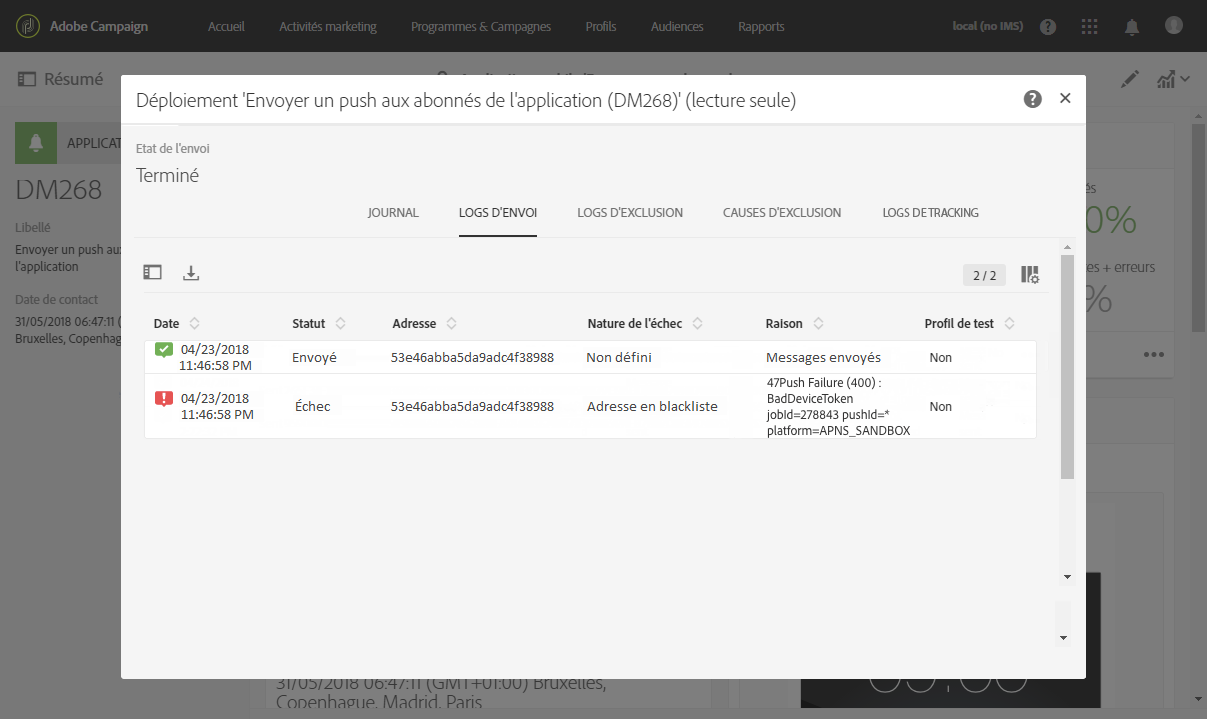 Adobe Campaign Accueil Activités marketing Programmes & Campagnes Profils Audiences Rapports local (no IMS) ?
Résumé
Déploiement 'Envoyer un push aux abonnés de l'application (DM268)' (lecture seule)
APPLICAT
Etat de l'envoi
Terminé
DM268
Libellé
Envoyer un push aux
l'application
Date de contact
31/05/2018 06:47:11 (
Bruxelles, Copenhag
JOURNAL LOGS D'ENVOI LOGS D'EXCLUSION CAUSES D'EXCLUSION LOGS DE TRACKING
2 / 2
Date Statut Adresse Nature de l'échec Raison Profil de test
04/23/2018
11:46:58 PM Envoyé 53e46abba5da9adc4f38988 Non défini Messages envoyés Non
04/23/2018
11:46:58 PM Échec 53e46abba5da9adc4f38988 Adresse en blackliste
47Push Failure (400) :
BadDeviceToken
jobId=278843 pushId=*
platform=APNS_SANDBOX
Non
és
0%
es + erreurs
%
31/05/2018 06:47:11 (GMT+01:00) Bruxelles,
Copenhague, Madrid, Paris